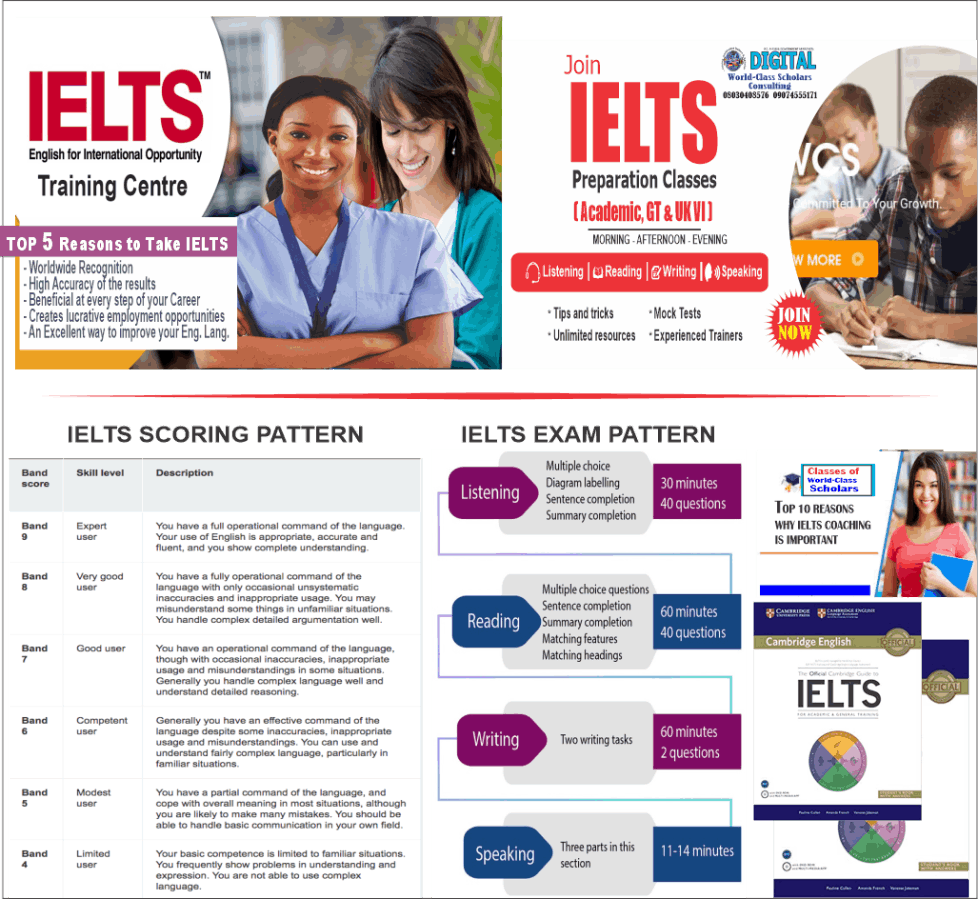 IELTS™
English for International Opportunity
Training Centre
TOP 5 Reasons to Take IELTS
- Worldwide Recognition
- High Accuracy of the results
- Beneficial at every step of your Career
- Creates lucrative employment opportunities
- An Excellent way to improve your Eng. Lang.
Join
IELTS
Preparation Classes
(Academic, GT & UKVI)
MORNING - AFTERNOON - EVENING
Listening | Reading | Writing | Speaking
* Tips and tricks
* Mock Tests
* Unlimited resources
* Experienced Trainers
DIGITAL
World-Class Scholars
Consulting
08030408576 09074555171
WCS
Committed To Your Growth.
W MORE
JOIN
NOW
IELTS SCORING PATTERN
Band score
Skill level
Description
Band 9
Expert user
You have a full operational command of the language.
Your use of English is appropriate, accurate and
fluent, and you show complete understanding.
Band 8
Very good user
You have a fully operational command of the
language with only occasional unsystematic
inaccuracies and inappropriate usage. You may
misunderstand some things in unfamiliar situations.
You handle complex detailed argumentation well.
Band 7
Good user
You have an operational command of the language,
though with occasional inaccuracies, inappropriate
usage and misunderstandings in some situations.
Generally you handle complex language well and
understand detailed reasoning.
Band 6
Competent user
Generally you have an effective command of the
language despite some inaccuracies, inappropriate
usage and misunderstandings. You can use and
understand fairly complex language, particularly in
familiar situations.
Band 5
Modest user
You have a partial command of the language, and
cope with overall meaning in most situations, although
you are likely to make many mistakes. You should be
able to handle basic communication in your own field.
Band 4
Limited user
Your basic competence is limited to familiar situations.
You frequently show problems in understanding and
expression. You are not able to use complex
language.
IELTS EXAM PATTERN
Listening
Multiple choice
Diagram labelling
Sentence completion
Summary completion
30 minutes
40 questions
Reading
Multiple choice questions
Sentence completion
Summary completion
Matching features
Matching headings
60 minutes
40 questions
Writing
Two writing tasks
60 minutes
2 questions
Speaking
Three parts in this
section
11-14 minutes
Classes of
World-Class
Scholars
TOP 10 REASONS
WHY IELTS COACHING
IS IMPORTANT
CAMBRIDGE
UNIVERSITY PRESS
CAMBRIDGE ENGLISH
Cambridge English
OFFICIAL
The Official Cambridge Guide to
IELTS
FOR ACADEMIC & GENERAL TRAINING
Pauline Cullen Amanda French Vanessa Jakeman
OFFICIAL
Pauline Cullen Amanda French Vanessa Jakeman